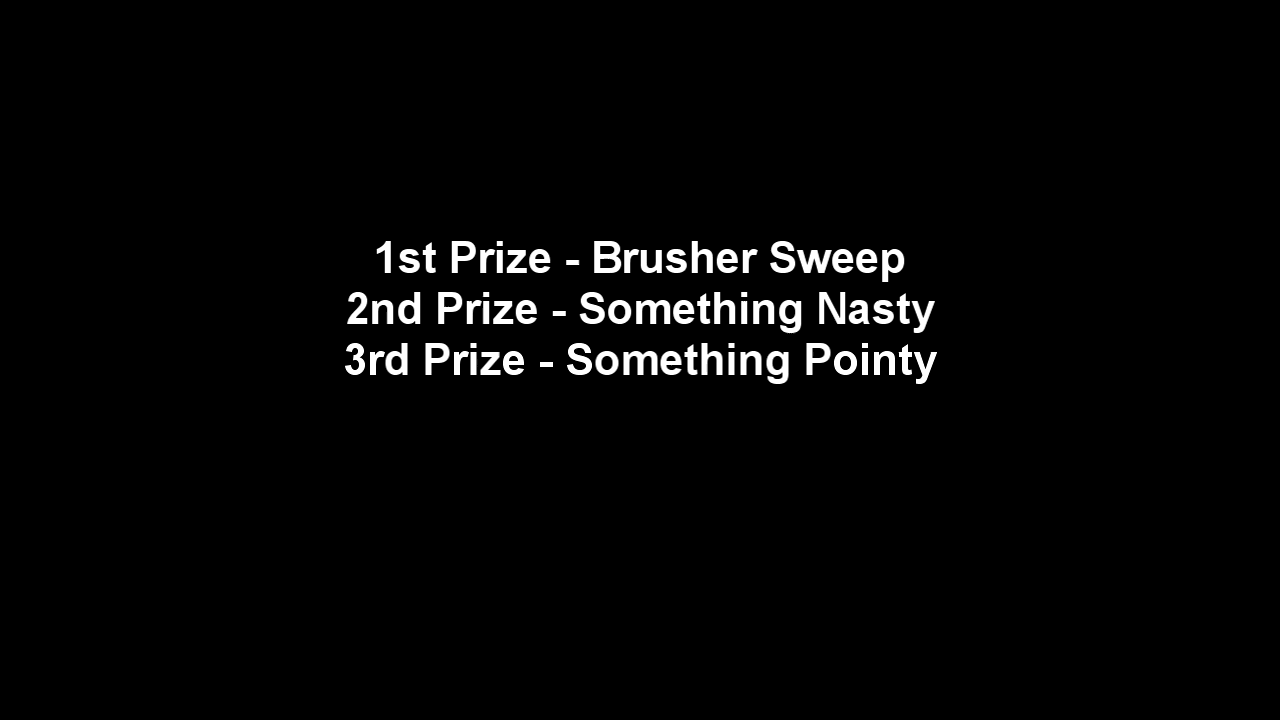 1st Prize - Brusher Sweep
2nd Prize - Something Nasty
3rd Prize - Something Pointy